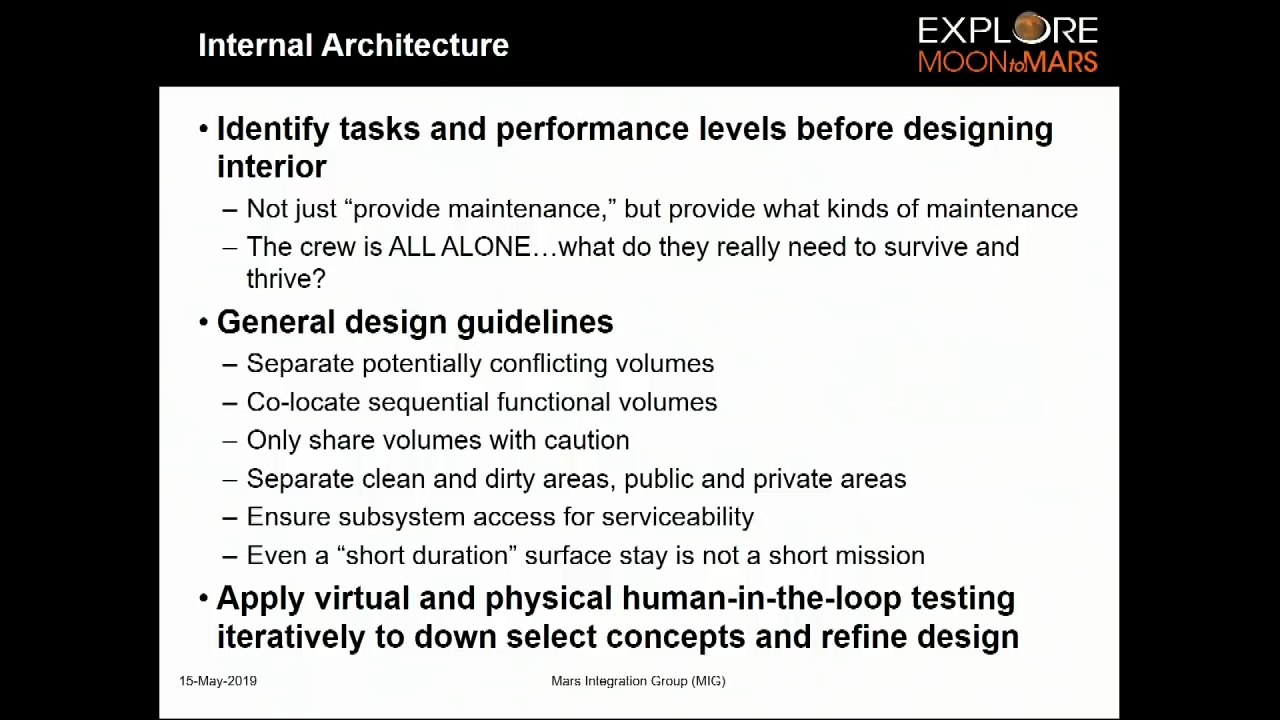 Internal Architecture
EXPLORE
MOONtoMARS
• Identify tasks and performance levels before designing
interior
– Not just “provide maintenance,” but provide what kinds of maintenance
– The crew is ALL ALONE…what do they really need to survive and
thrive?
• General design guidelines
– Separate potentially conflicting volumes
– Co-locate sequential functional volumes
– Only share volumes with caution
– Separate clean and dirty areas, public and private areas
– Ensure subsystem access for serviceability
– Even a “short duration” surface stay is not a short mission
• Apply virtual and physical human-in-the-loop testing
iteratively to down select concepts and refine design
15-May-2019
Mars Integration Group (MIG)